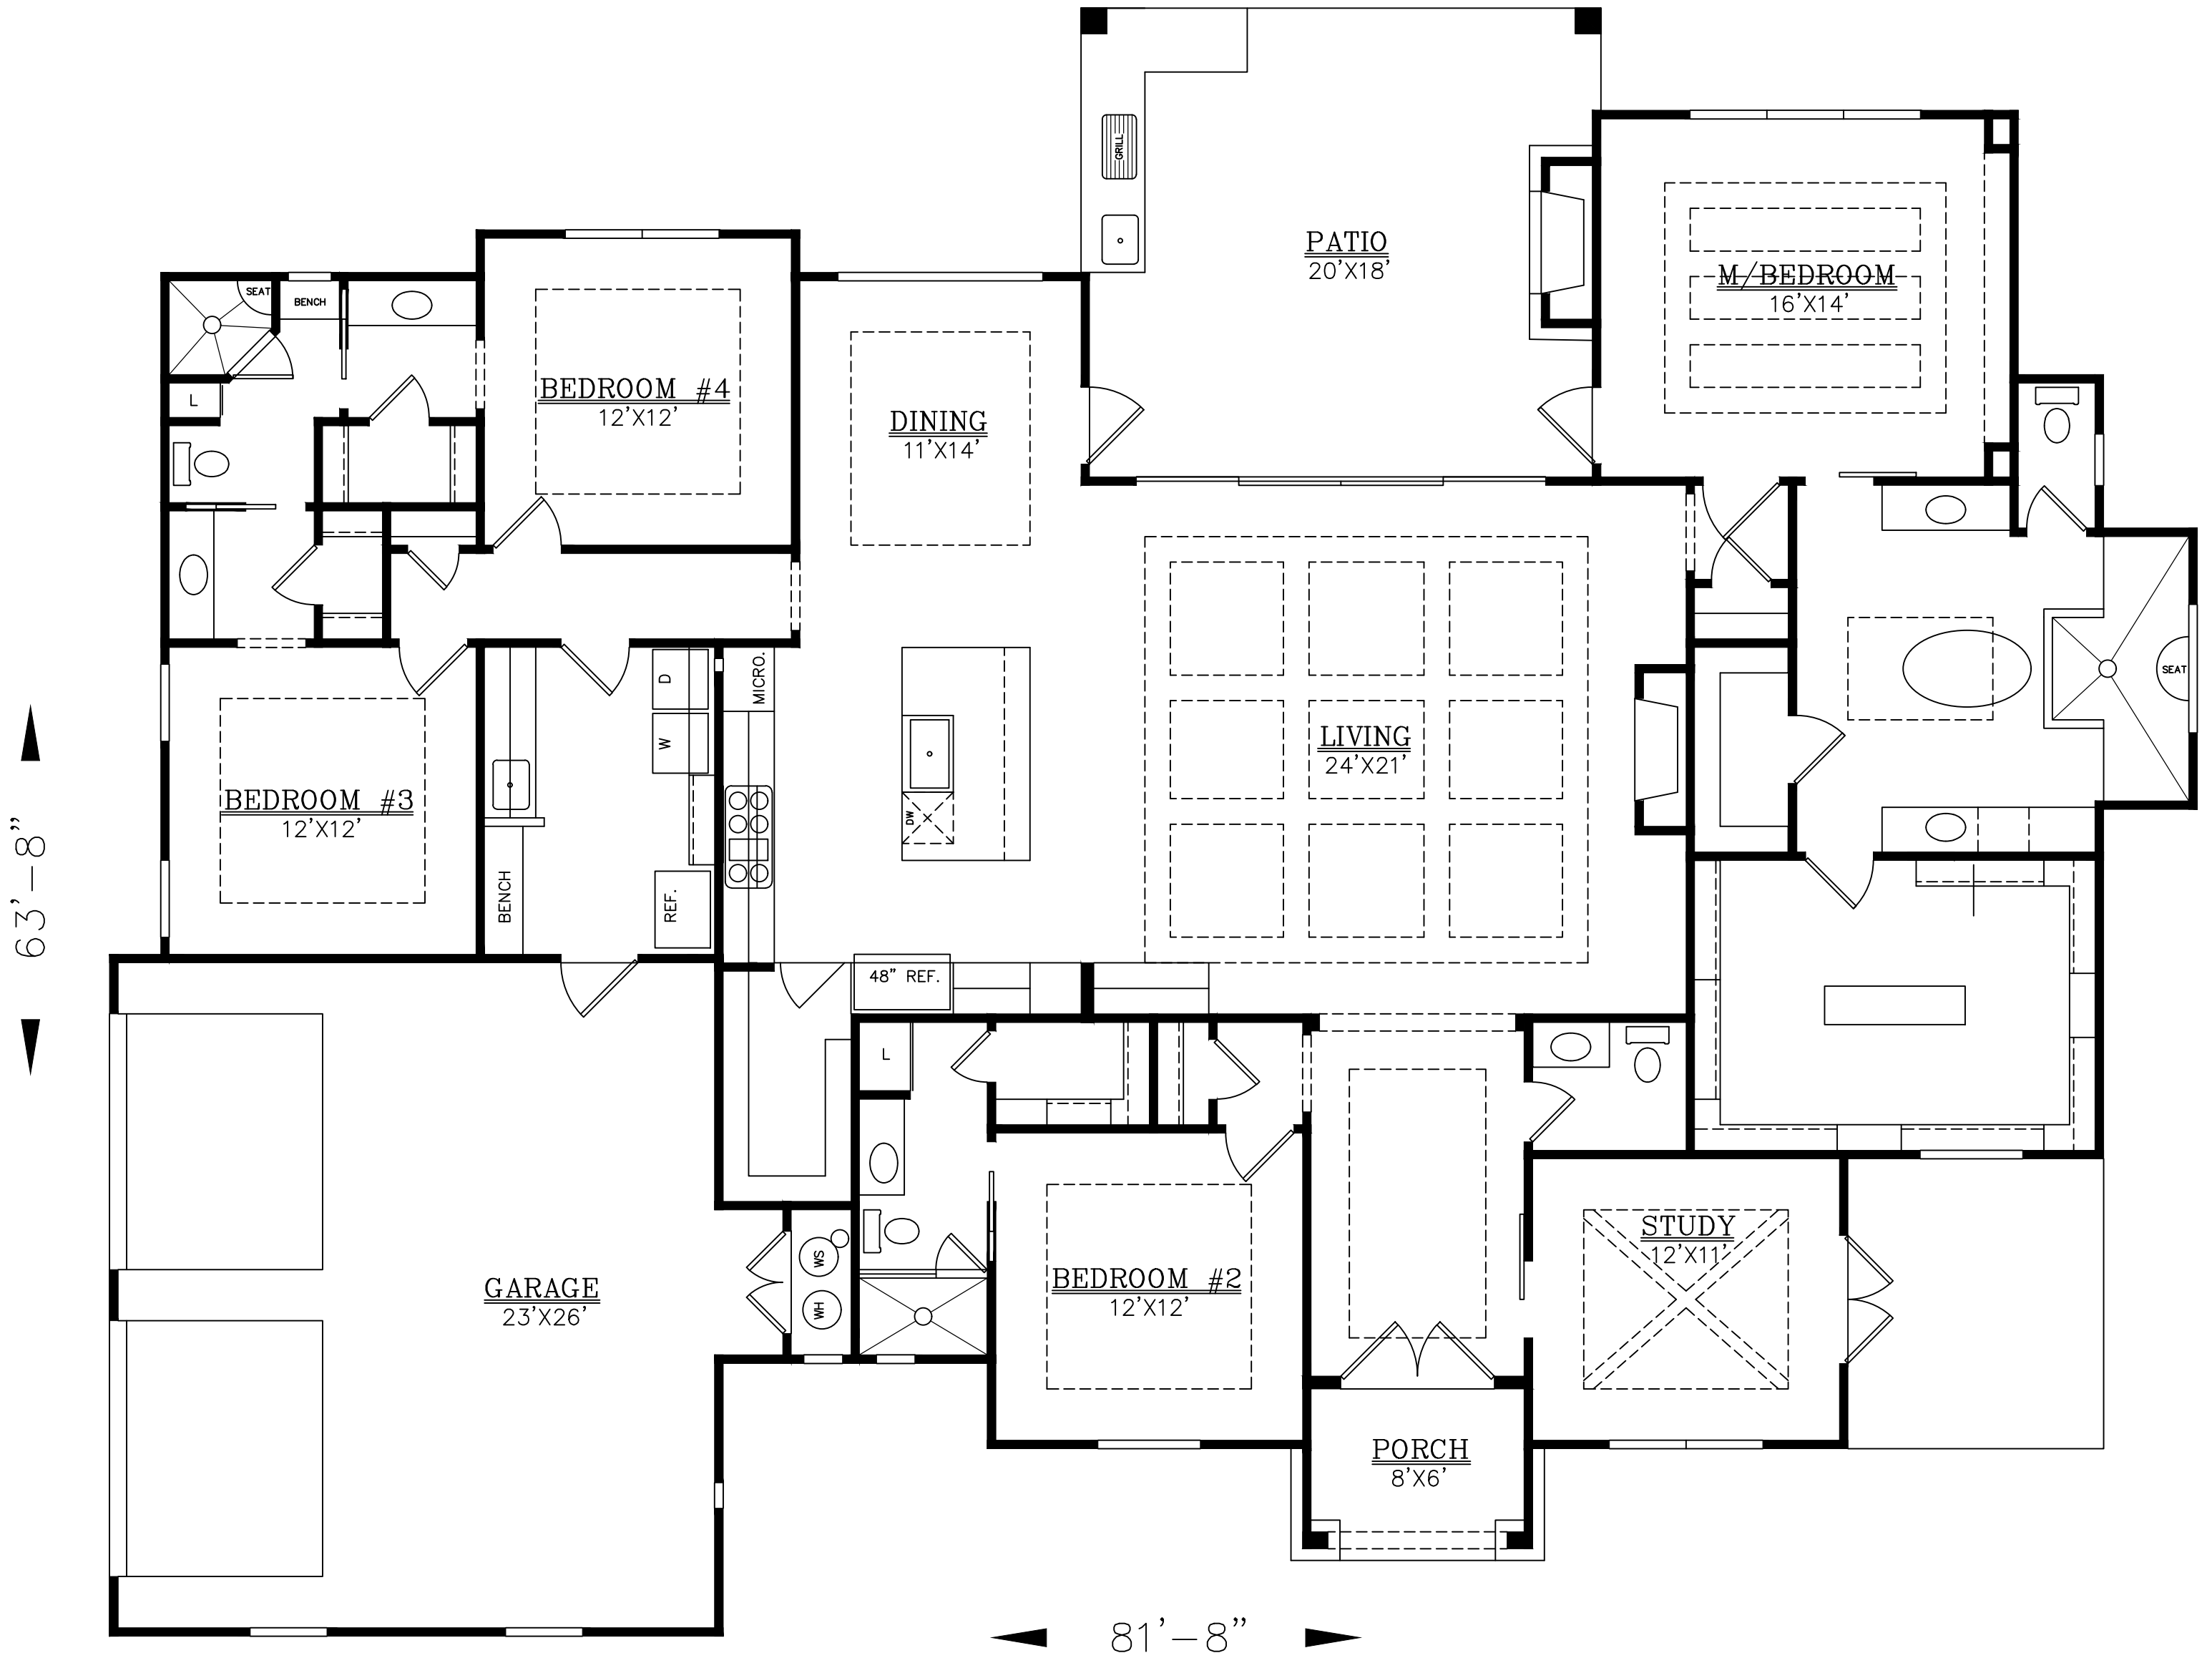 GRILL
PATIO
20'X18'
M/BEDROOM
16'X14'
SEAT
BENCH
L
BEDROOM #4
12'X12'
DINING
11'X14'
MICRO.
D
W
DW
LIVING
24'X21'
SEAT
BEDROOM #3
12'X12'
BENCH
REF.
48" REF.
63'-8"
L
WS
WH
GARAGE
23'X26'
BEDROOM #2
12'X12'
STUDY
12'X11'
PORCH
8'X6'
81'-8"